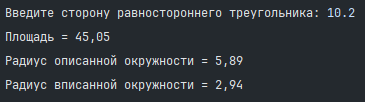 Введите сторону равностороннего треугольника: 10.2
Площадь = 45,05
Радиус описанной окружности = 5,89
Радиус вписанной окружности = 2,94